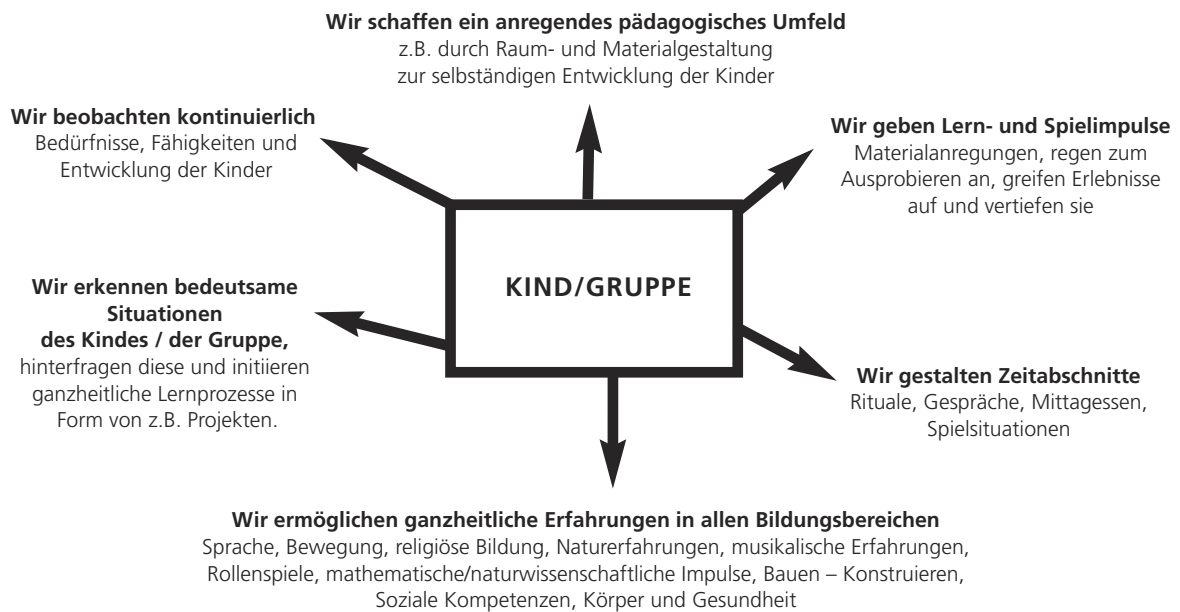 Wir schaffen ein anregendes pädagogisches Umfeld
z.B. durch Raum- und Materialgestaltung
zur selbständigen Entwicklung der Kinder
Wir beobachten kontinuierlich
Bedürfnisse, Fähigkeiten und
Entwicklung der Kinder
Wir geben Lern- und Spielimpulse
Materialanregungen, regen zum
Ausprobieren an, greifen Erlebnisse
auf und vertiefen sie
KIND/GRUPPE
Wir erkennen bedeutsame
Situationen
des Kindes / der Gruppe,
hinterfragen diese und initiieren
ganzheitliche Lernprozesse in
Form von z.B. Projekten.
Wir gestalten Zeitabschnitte
Rituale, Gespräche, Mittagessen,
Spielsituationen
Wir ermöglichen ganzheitliche Erfahrungen in allen Bildungsbereichen
Sprache, Bewegung, religiöse Bildung, Naturerfahrungen, musikalische Erfahrungen,
Rollenspiele, mathematische/naturwissenschaftliche Impulse, Bauen – Konstruieren,
Soziale Kompetenzen, Körper und Gesundheit